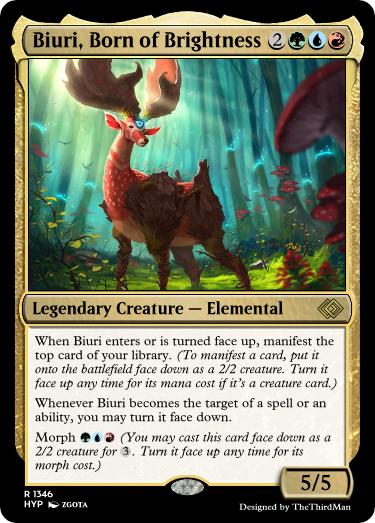 Biuri, Born of Brightness 2
Legendary Creature — Elemental
When Biuri enters or is turned face up, manifest the
top card of your library. (To manifest a card, put it
onto the battlefield face down as a 2/2 creature. Turn it
face up any time for its mana cost if it's a creature card.)
Whenever Biuri becomes the target of a spell or an
ability, you may turn it face down.
Morph (You may cast this card face down as a
2/2 creature for 3. Turn it face up any time for its
morph cost.)
5/5
R 1346
HYP ZGOTA
Designed by TheThirdMan